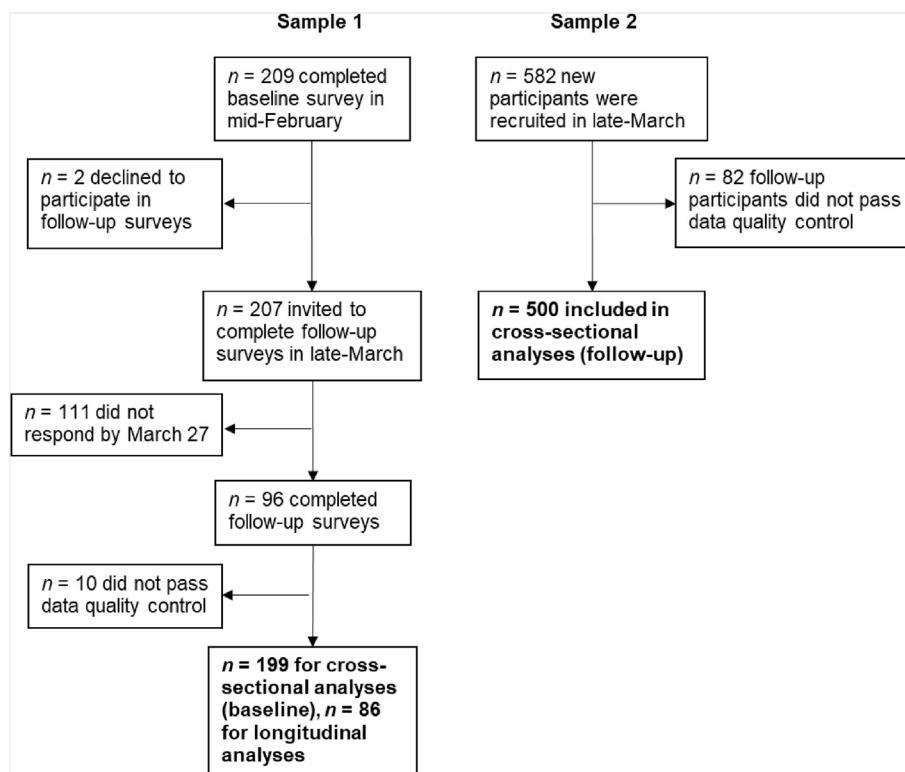 Sample 1
n = 209 completed
baseline survey in
mid-February
n = 2 declined to
participate in
follow-up surveys
n = 207 invited to
complete follow-up
surveys in late-March
n = 111 did not
respond by March 27
n = 96 completed
follow-up surveys
n = 10 did not pass
data quality control
n = 199 for cross-
sectional analyses
(baseline), n = 86
for longitudinal
analyses
Sample 2
n = 582 new
participants were
recruited in late-March
n = 82 follow-up
participants did not pass
data quality control
n = 500 included in
cross-sectional
analyses (follow-up)